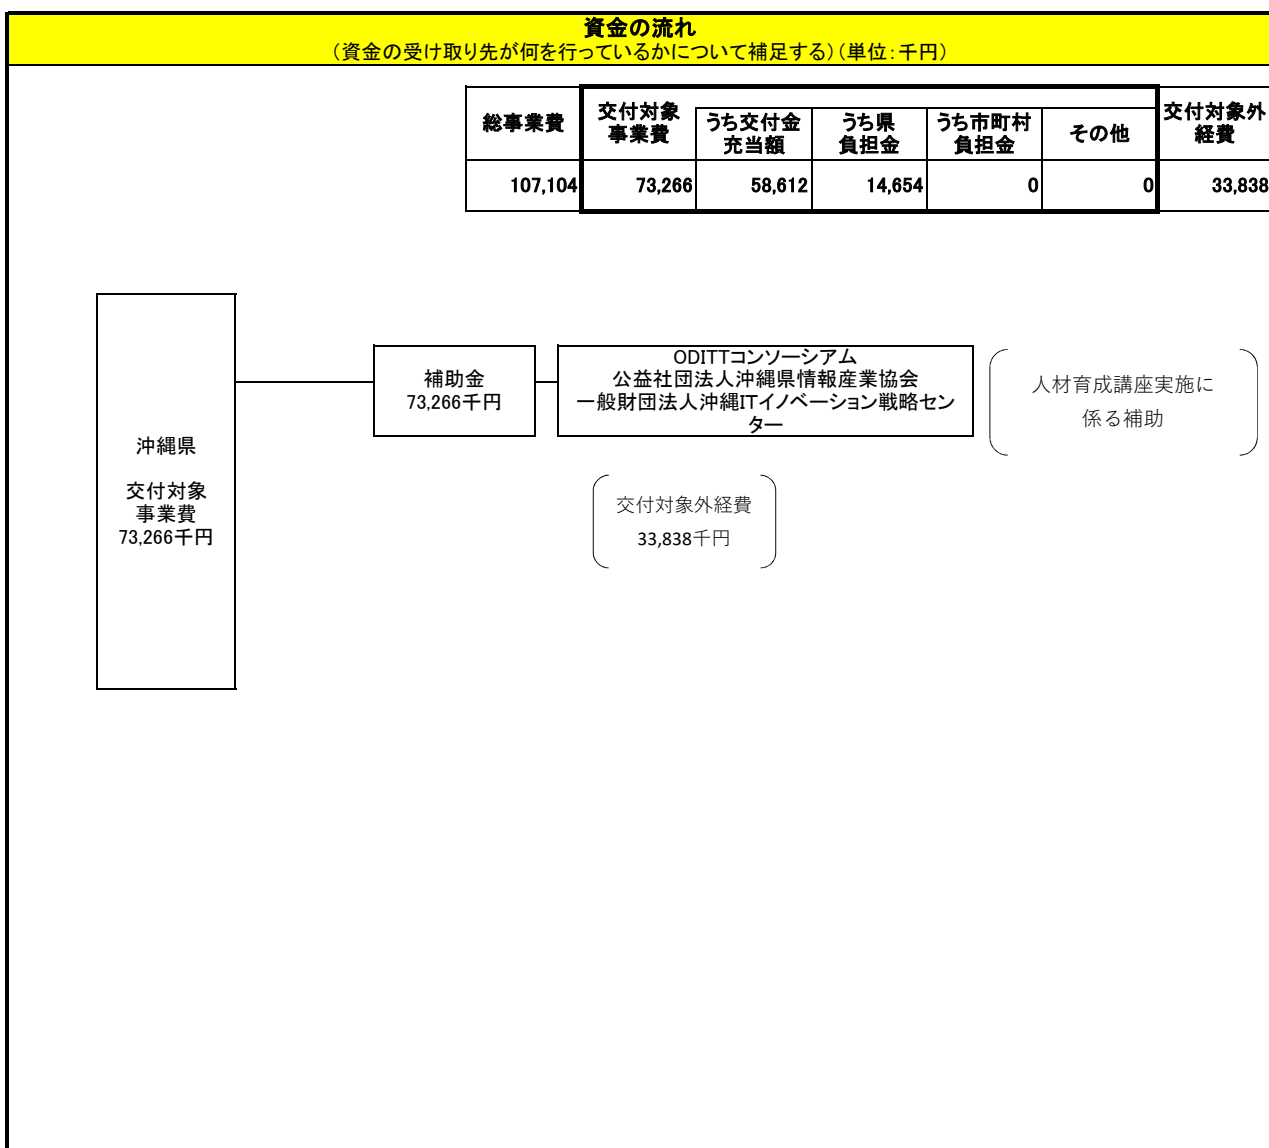 資金の流れ
（資金の受け取り先が何を行っているかについて補足する）（単位：千円）
総事業費
交付対象
事業費
うち交付金
充当額
うち県
負担金
うち市町村
負担金
その他
交付対象外
経費
107,104
73,266
58,612
14,654
0
0
33,838
沖縄県
交付対象
事業費
73,266千円
補助金
73,266千円
ODITTコンソーシアム
公益社団法人沖縄県情報産業協会
一般財団法人沖縄ITイノベーション戦略セン
ター
人材育成講座実施に
係る補助
交付対象外経費
33,838千円